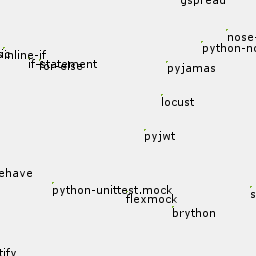 gspread
nose-
python-no
inline-if
if-statement
for-else
pyjamas
locust
pyjwt
ehave
python-unittest.mock
flexmock
brython
s
tify